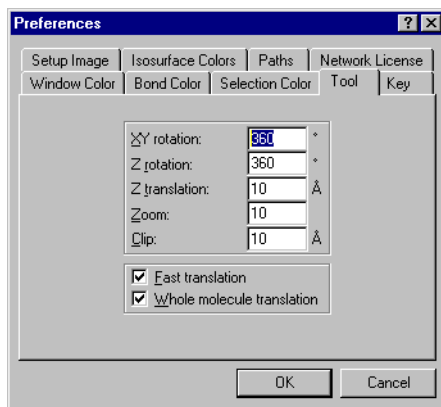 Preferences
Setup Image Isosurface Colors Paths Network License
Window Color Bond Color Selection Color Tool Key
XY rotation: 360 °
Z rotation: 360 °
Z translation: 10 Å
Zoom: 10
Clip: 10 Å
Fast translation
Whole molecule translation
OK Cancel